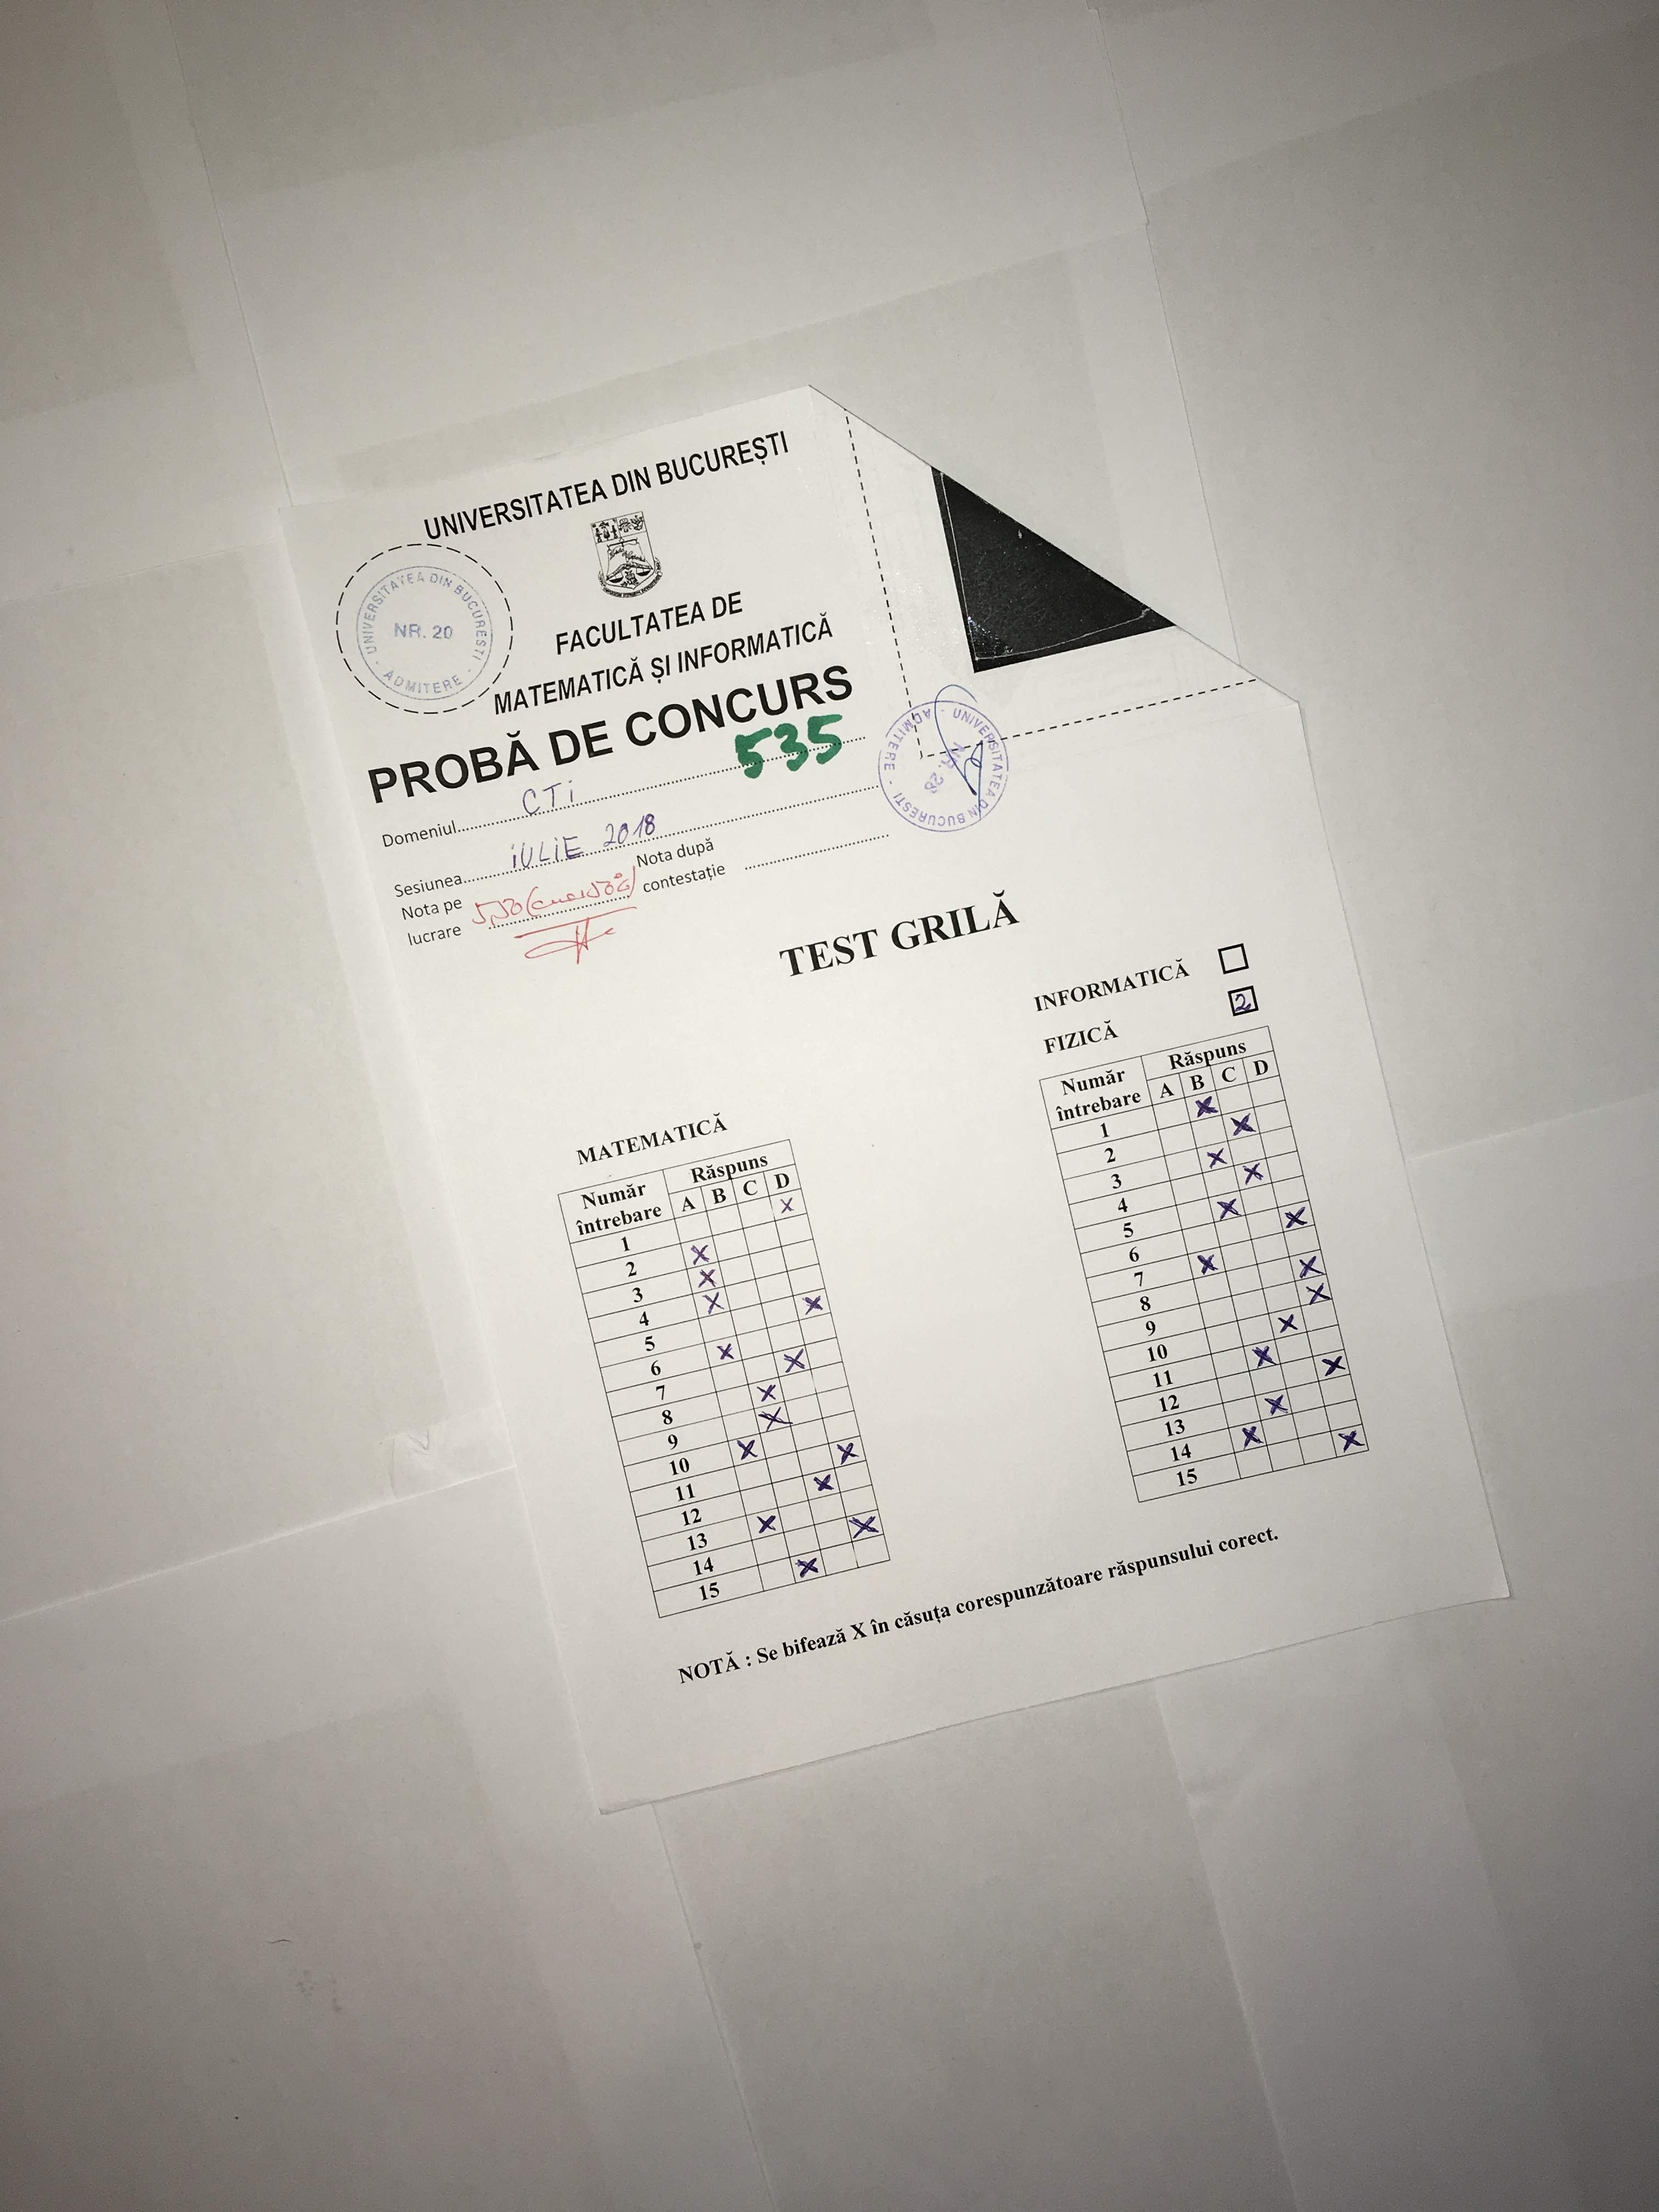 UNIVERSITATEA DIN BUCUREȘTI
UNIVERSITATEA DIN BUCUREȘTI - ADMITERE -
NR. 20
FACULTATEA DE
MATEMATICĂ ȘI INFORMATICĂ
PROBĂ DE CONCURS
535
Domeniul CTi
UNIVERSITATEA DIN BUCUREȘTI - ADMITERE -
NR. 28
Sesiunea iULiE 2018
Nota pe lucrare 5,50
Nota după contestație
TEST GRILĂ
INFORMATICĂ
FIZICĂ 2
Număr întrebare Răspuns
A B C D
1 X
2 X
3 X
4 X
5 X
6 X
7 X
8 X
9 X
10 X
11 X
12 X
13 X
14 X
15 X
MATEMATICĂ
Număr întrebare Răspuns
A B C D
1 X
2 X
3 X
4 X
5 X
6 X
7 X
8 X
9 X
10 X
11 X
12 X
13 X
14 X
15 X
NOTĂ : Se bifează X în căsuța corespunzătoare răspunsului corect.